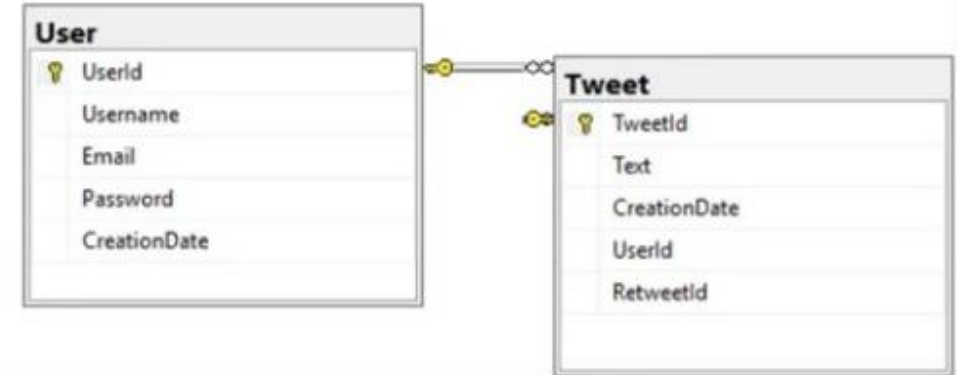 User
UserId
Username
Email
Password
CreationDate
Tweet
TweetId
Text
CreationDate
UserId
RetweetId